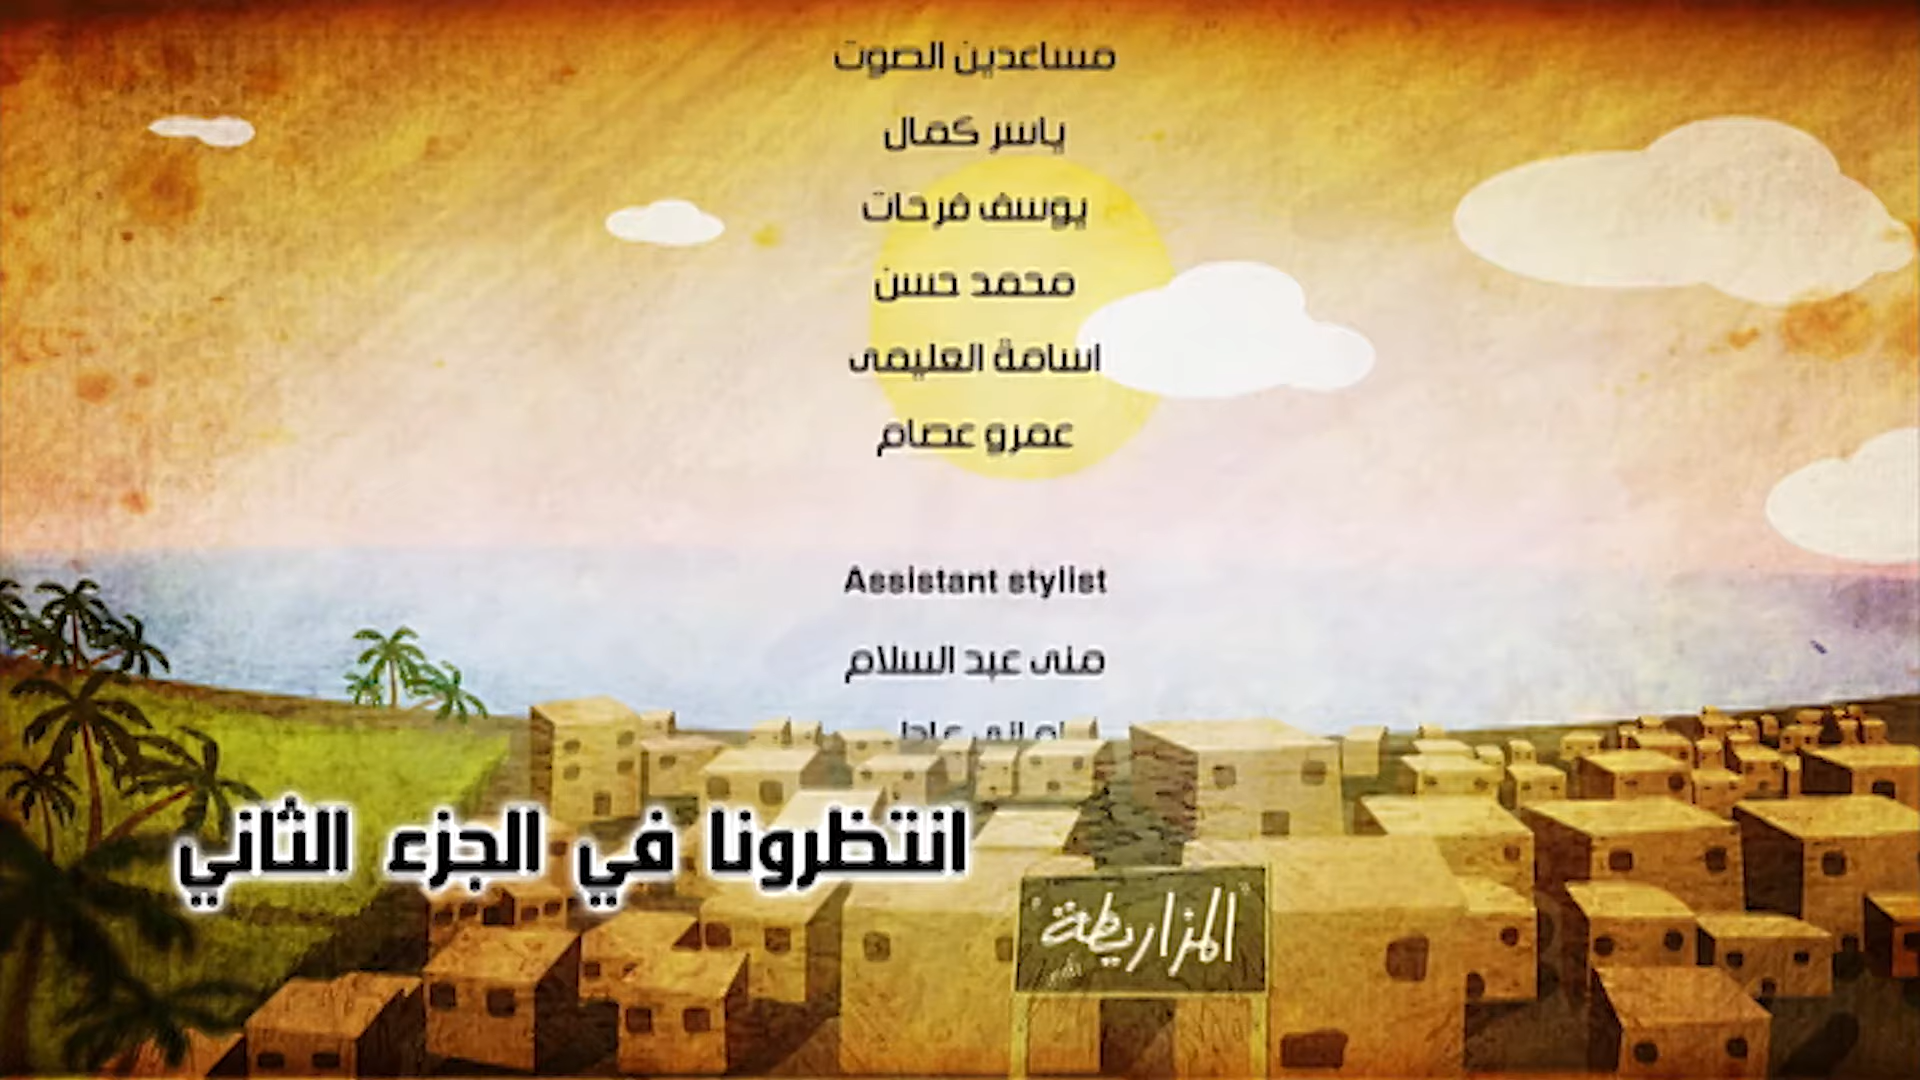 مساعدين الصوت
ياسر كمال
يوسف فرحات
محمد حسن
اسامة العليمى
عمرو عصام
Assistant stylist
منى عبد السلام
انتظرونا في الجزء الثاني
"المزاريطة"